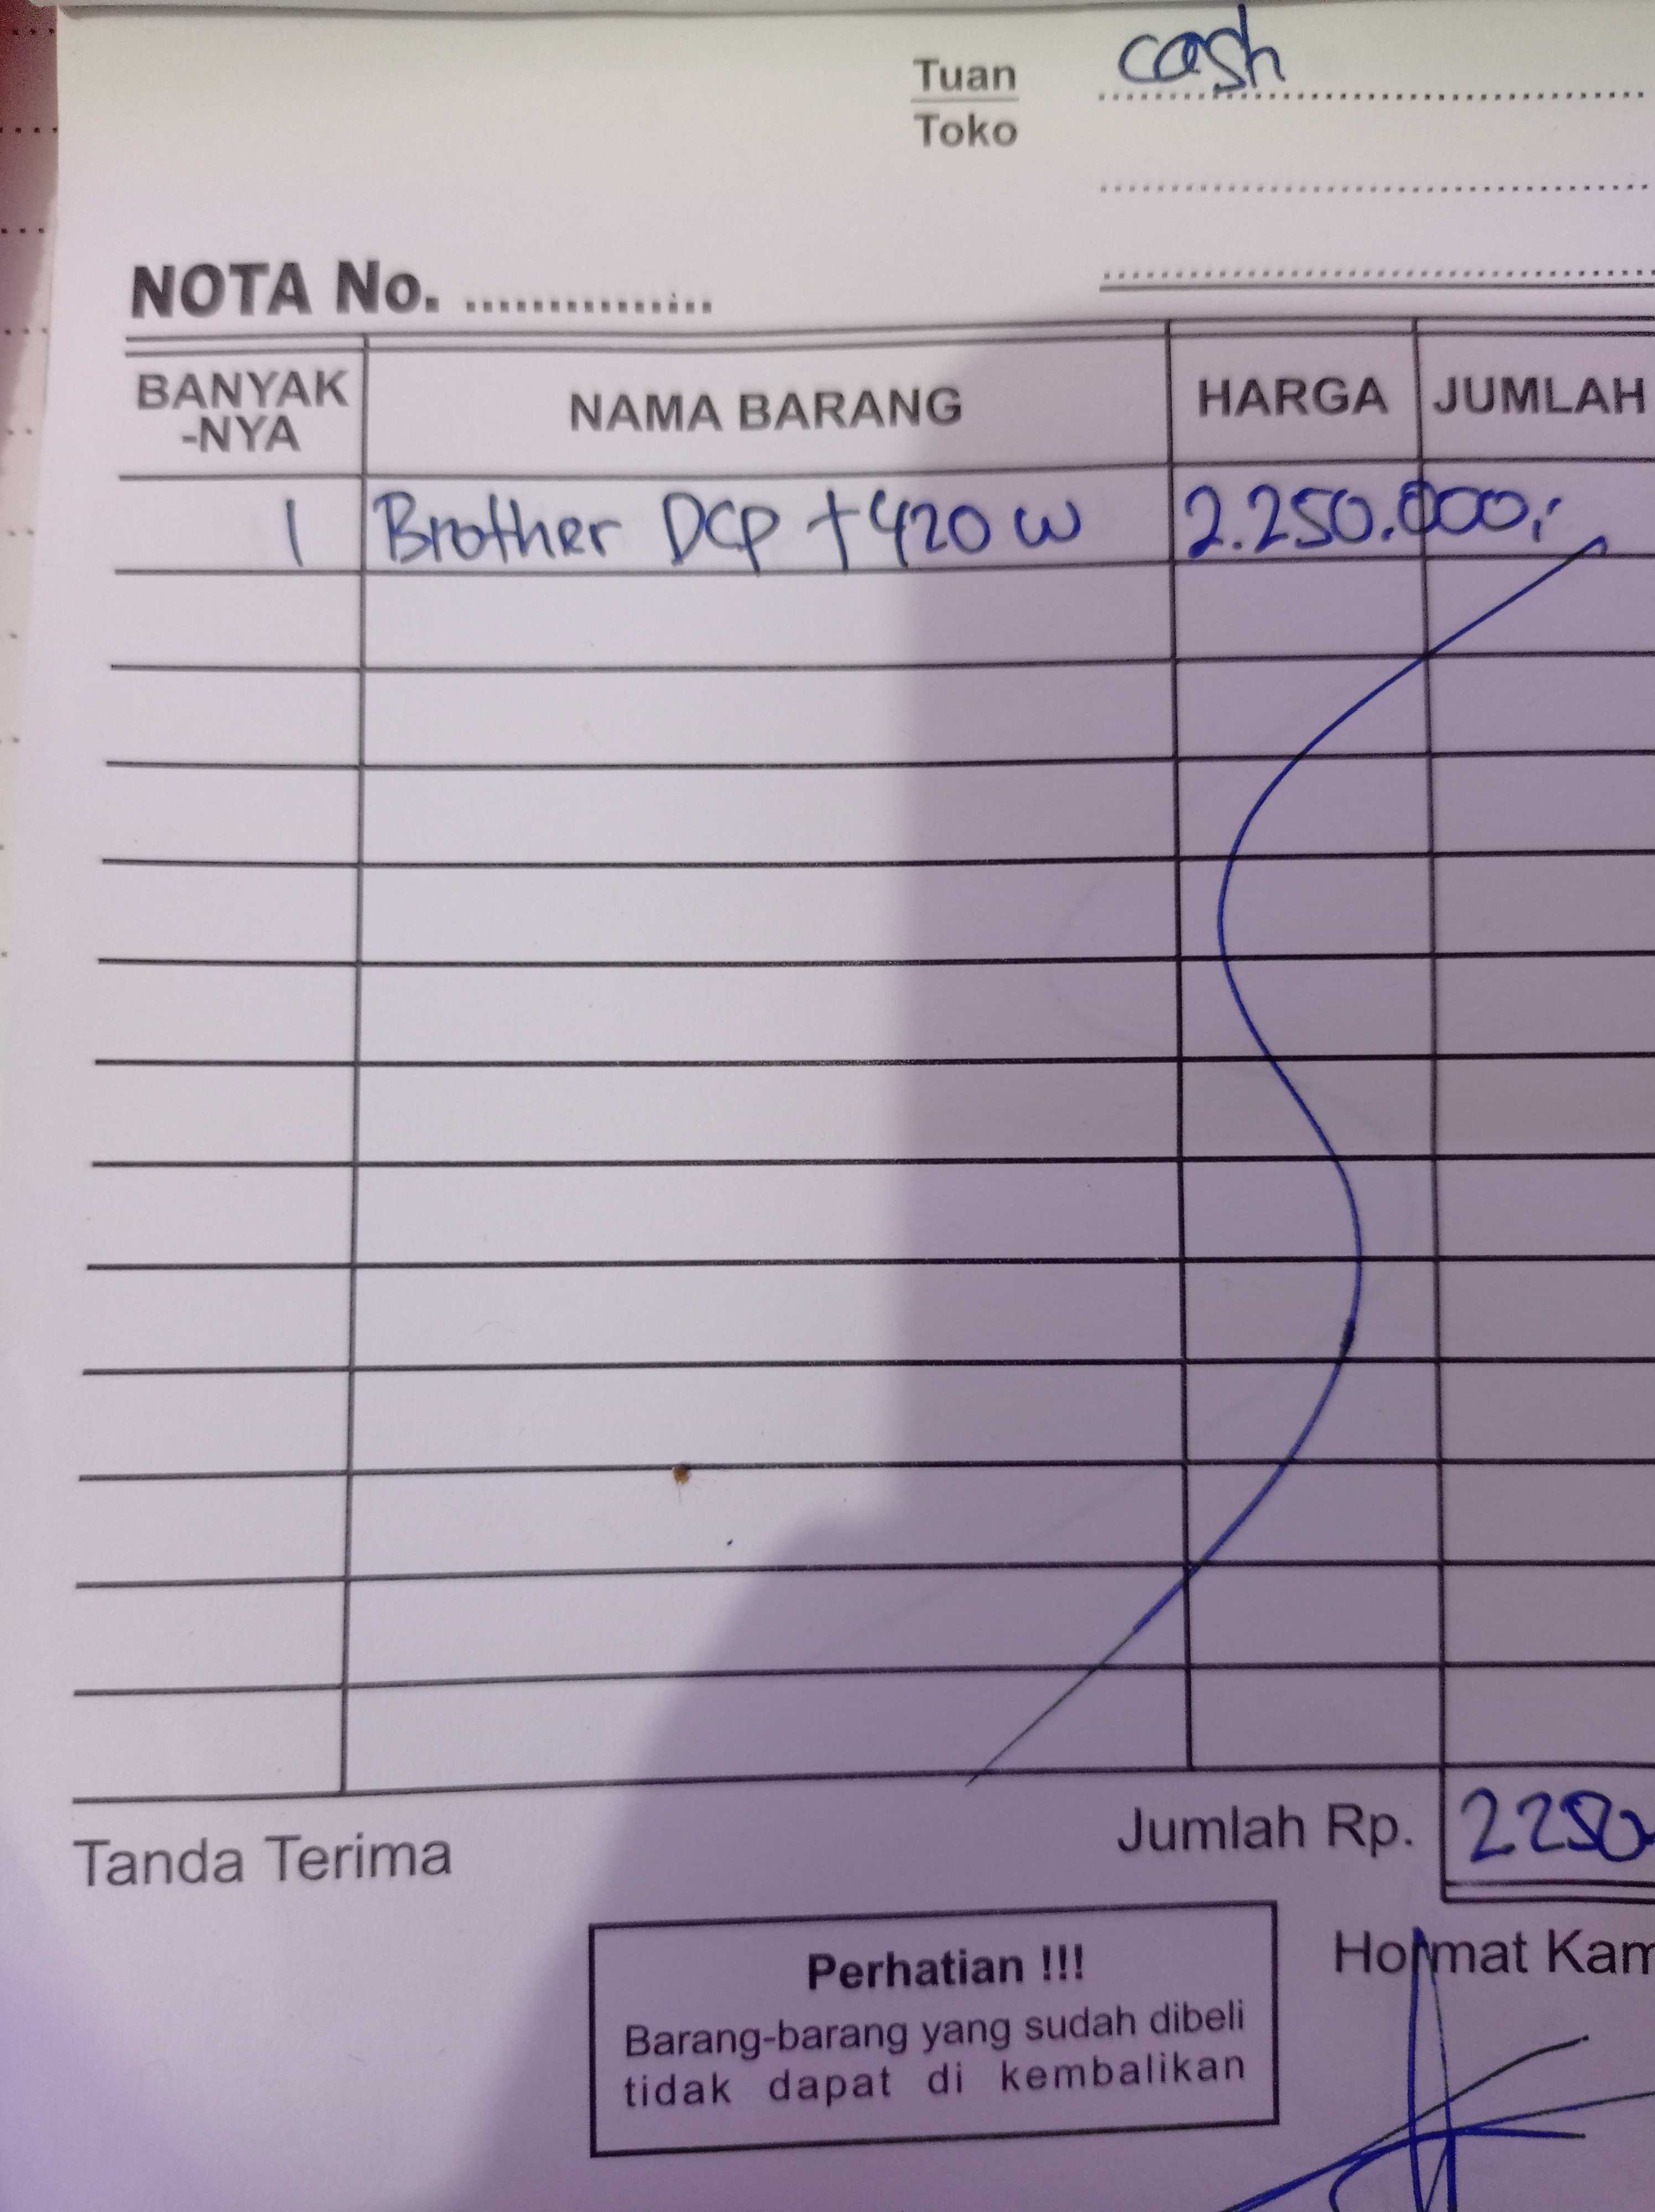 Tuan cash
Toko
NOTA No. ...............
BANYAK
-NYA
NAMA BARANG
HARGA
JUMLAH
1 Brother DCP T420 W 2.250.000,-
Tanda Terima
Jumlah Rp. 2250
Perhatian !!!
Hormat Kam
Barang-barang yang sudah dibeli
tidak dapat di kembalikan